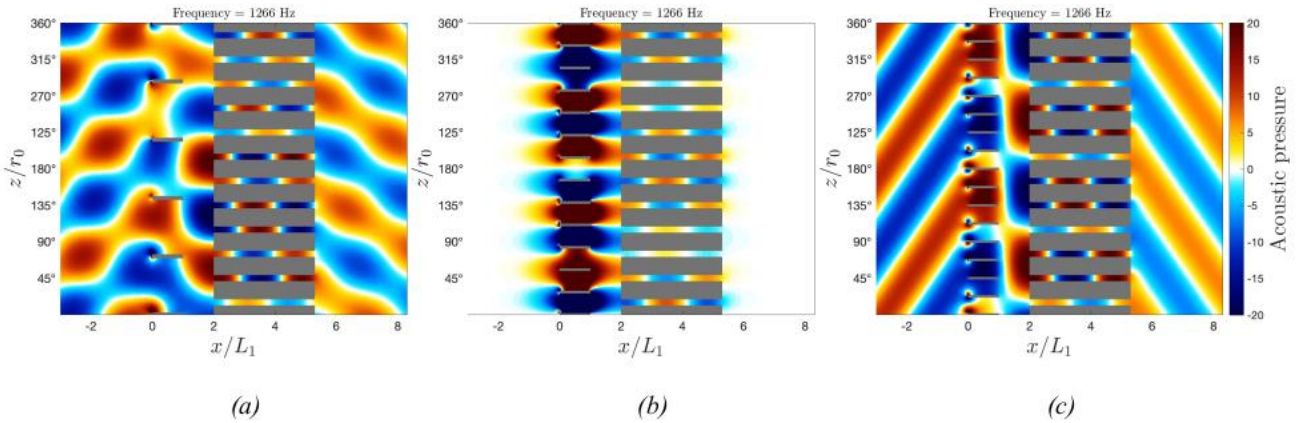 Frequency = 1266 Hz
z/r₀
360°
315°
270°
125°
180°
135°
90°
45°
-2 0 2 4 6 8
x/L₁
(a)
Frequency = 1266 Hz
z/r₀
360°
315°
270°
125°
180°
135°
90°
45°
-2 0 2 4 6 8
x/L₁
(b)
Frequency = 1266 Hz
z/r₀
360°
315°
270°
125°
180°
135°
90°
45°
-2 0 2 4 6 8
x/L₁
(c)
20
15
10
5
0
-5
-10
-15
-20
Acoustic pressure